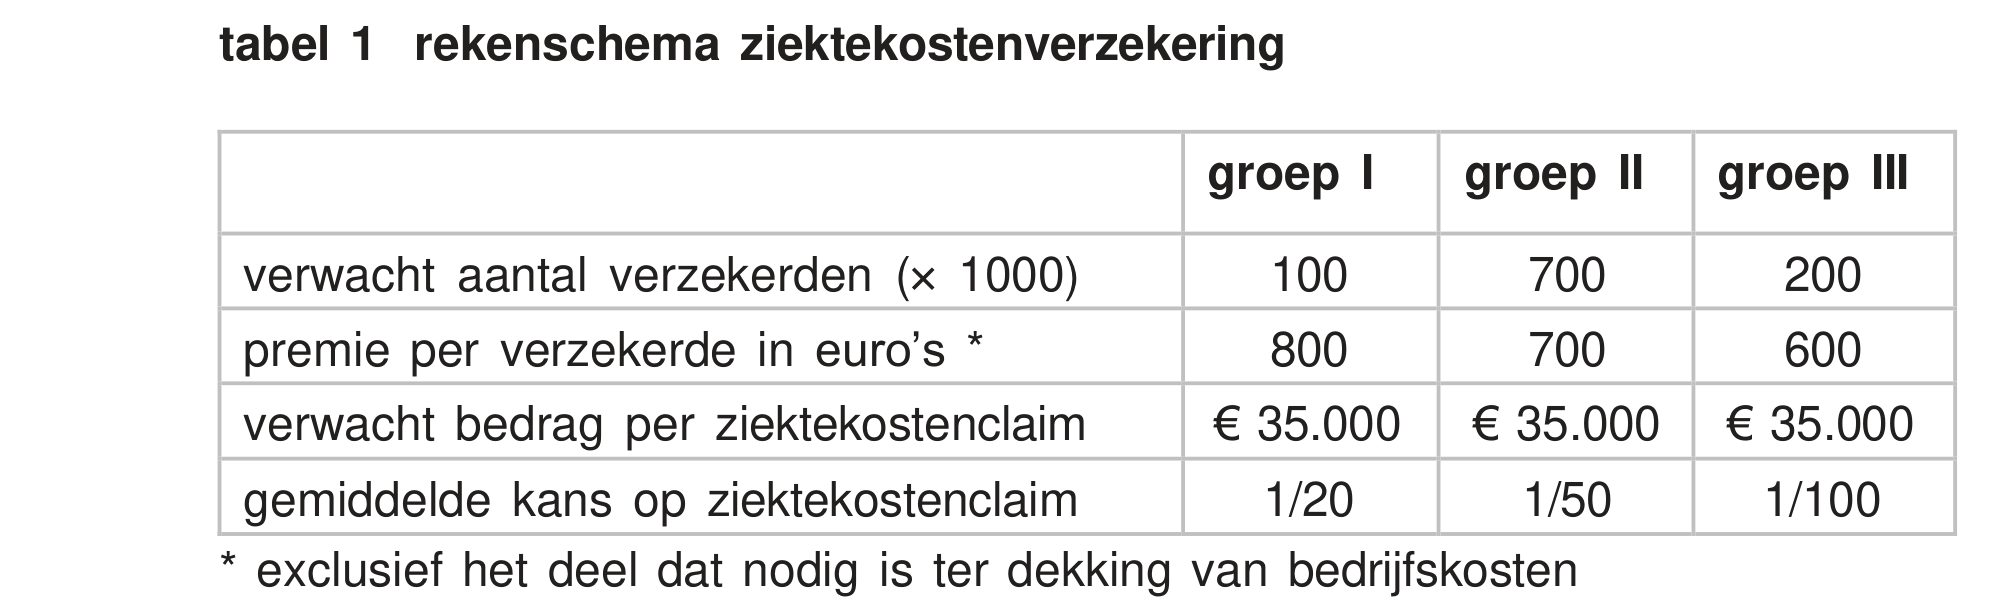 tabel 1 rekenschema ziektekostenverzekering
groep I groep II groep III
verwacht aantal verzekerden (× 1000) 100 700 200
premie per verzekerde in euro’s * 800 700 600
verwacht bedrag per ziektekostenclaim € 35.000 € 35.000 € 35.000
gemiddelde kans op ziektekostenclaim 1/20 1/50 1/100
* exclusief het deel dat nodig is ter dekking van bedrijfskosten